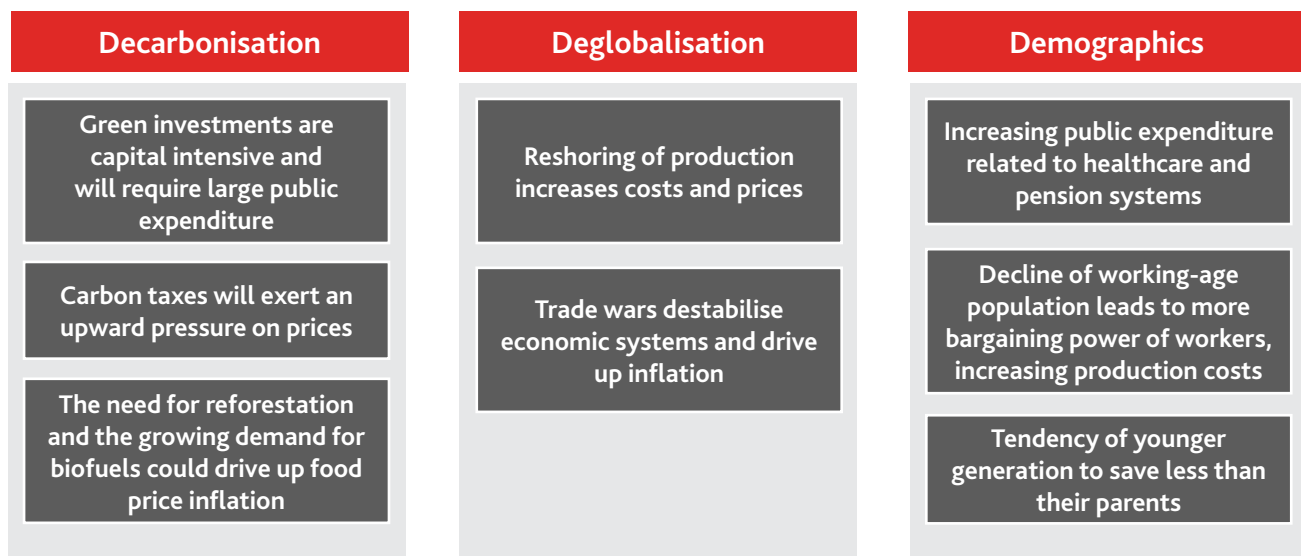 Decarbonisation
Green investments are
capital intensive and
will require large public
expenditure
Carbon taxes will exert an
upward pressure on prices
The need for reforestation
and the growing demand for
biofuels could drive up food
price inflation
Deglobalisation
Reshoring of production
increases costs and prices
Trade wars destabilise
economic systems and drive
up inflation
Demographics
Increasing public expenditure
related to healthcare and
pension systems
Decline of working-age
population leads to more
bargaining power of workers,
increasing production costs
Tendency of younger
generation to save less than
their parents